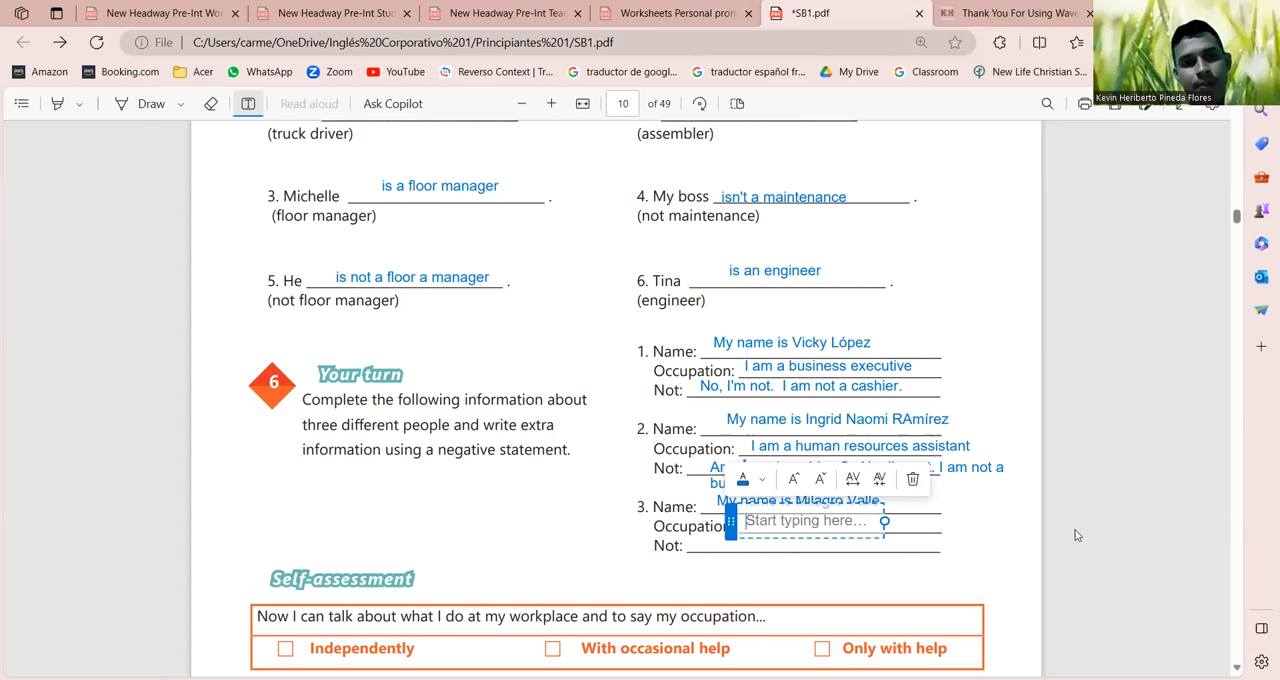 New Headway Pre-Int Wo
New Headway Pre-Int Stud
New Headway Pre-Int Tea
Worksheets Personal pron
*SB1.pdf
Thank You For Using Wave
File
C:/Users/carme/OneDrive/Inglés%20Corporativo%201/Principiantes%201/SB1.pdf
Amazon
Booking.com
Acer
WhatsApp
Zoom
YouTube
Reverso Context | Tr...
traductor de googl...
traductor español fr...
My Drive
Classroom
New Life Christian S...
Kevin Heriberto Pineda Flores
Draw
Read aloud
Ask Copilot
10 of 49
(truck driver)
(assembler)
3. Michelle is a floor manager .
(floor manager)
4. My boss isn't a maintenance .
(not maintenance)
5. He is not a floor a manager .
(not floor manager)
6. Tina is an engineer .
(engineer)
6
Your turn
Complete the following information about
three different people and write extra
information using a negative statement.
1. Name: My name is Vicky López
Occupation: I am a business executive
Not: No, I'm not. I am not a cashier.
2. Name: My name is Ingrid Naomi RAmírez
Occupation: I am a human resources assistant
Not: I am not a
bu
3. Name: My name is Milagro Valle
Occupation Start typing here...
Not:
Self-assessment
Now I can talk about what I do at my workplace and to say my occupation...
Independently
With occasional help
Only with help